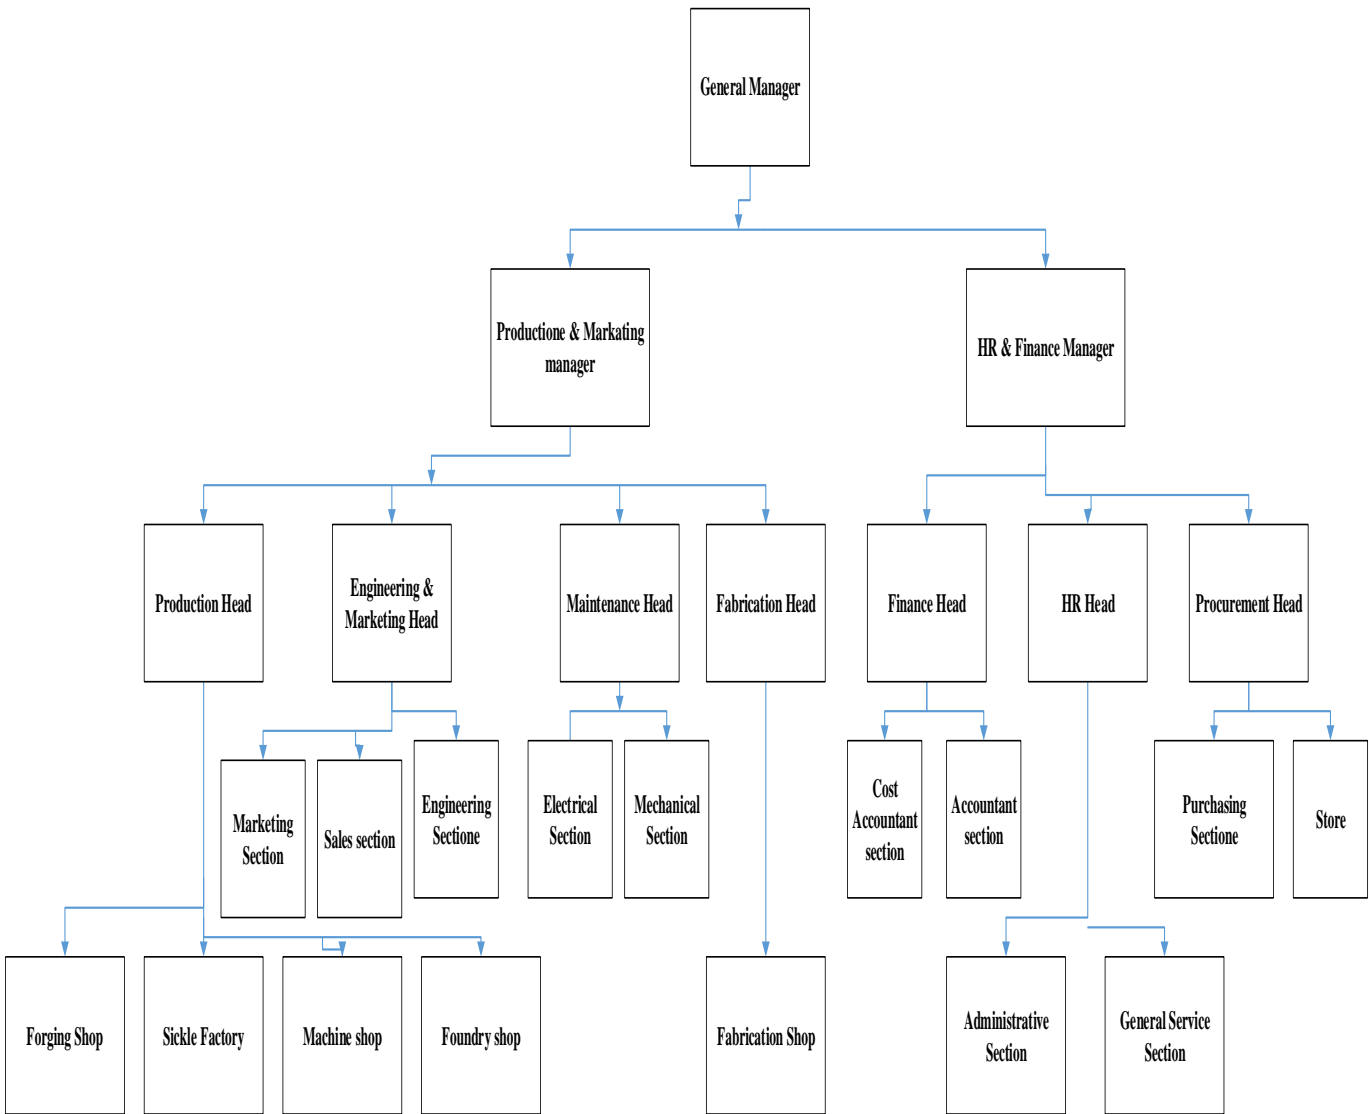 General Manager
Productione & Markating
manager
HR & Finance Manager
Production Head
Engineering &
Marketing Head
Maintenance Head
Fabrication Head
Finance Head
HR Head
Procurement Head
Marketing
Section
Sales section
Engineering
Sectione
Electrical
Section
Mechanical
Section
Cost
Accountant
section
Accountant
section
Purchasing
Sectione
Store
Forging Shop
Sickle Factory
Machine shop
Foundry shop
Fabrication Shop
Administrative
Section
General Service
Section